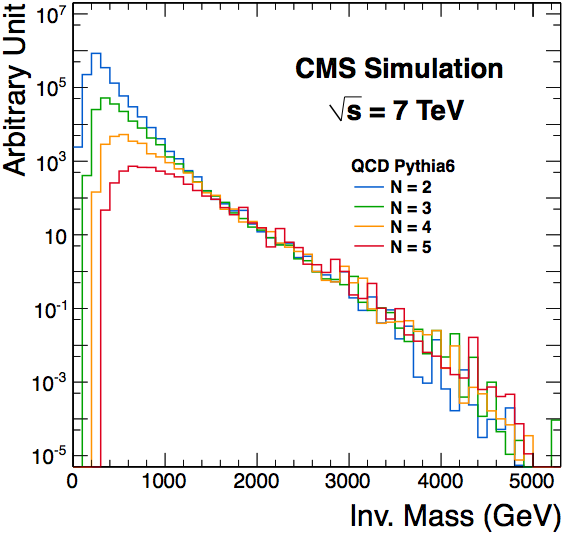 Arbitrary Unit
10^7
10^5
10^3
10
10^-1
10^-3
10^-5
CMS Simulation
√s = 7 TeV
QCD Pythia6
N = 2
N = 3
N = 4
N = 5
0 1000 2000 3000 4000 5000
Inv. Mass (GeV)